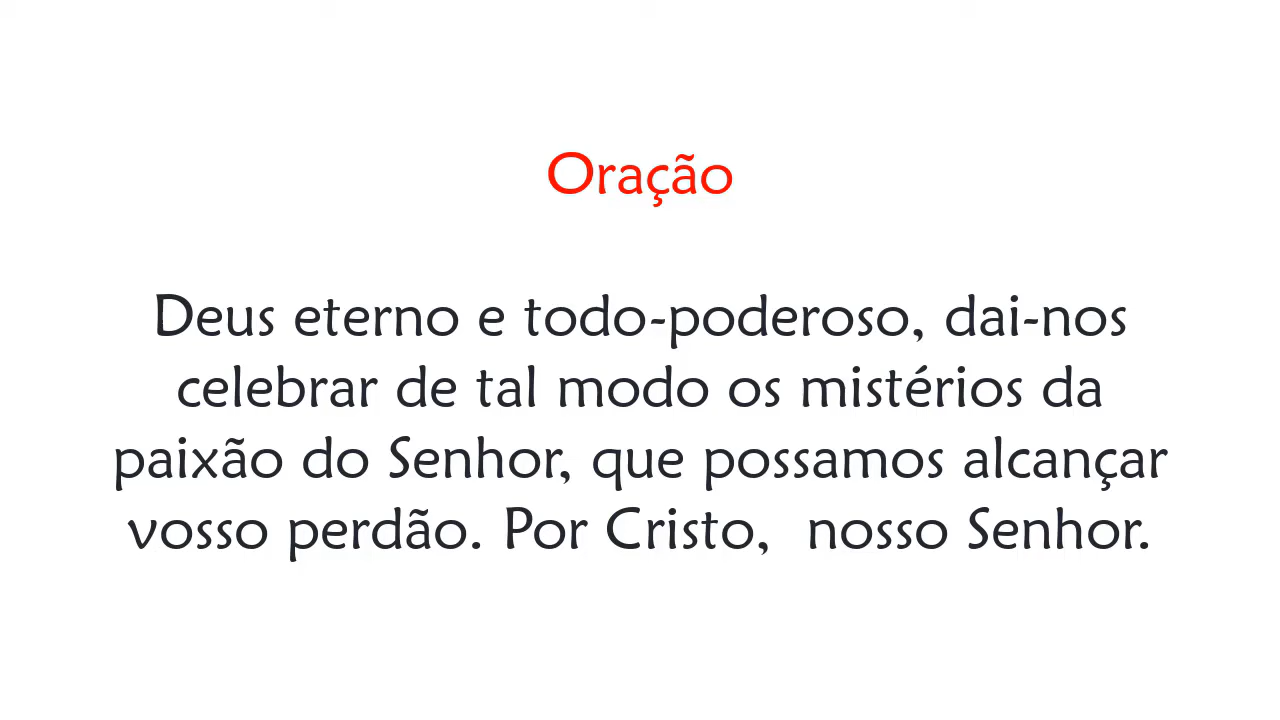 Oração
Deus eterno e todo-poderoso, dai-nos
celebrar de tal modo os mistérios da
paixão do Senhor, que possamos alcançar
vosso perdão. Por Cristo,  nosso Senhor.